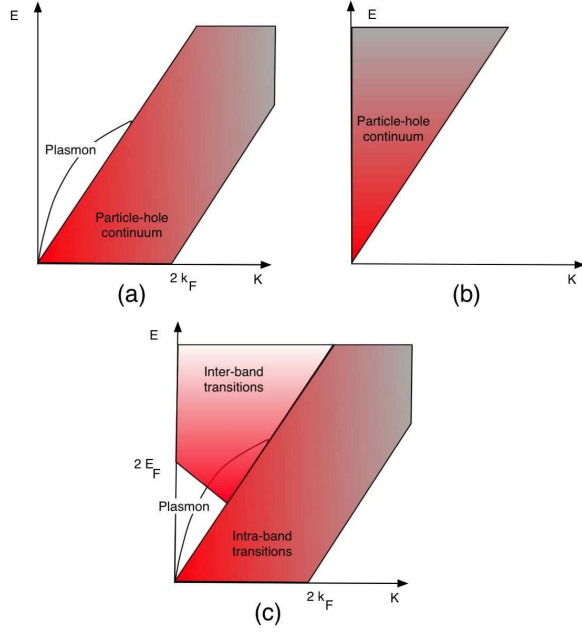 E
Plasmon
Particle-hole
continuum
2 k F
K
(a)
E
Particle-hole
continuum
K
(b)
E
Inter-band
transitions
2 E F
Plasmon
Intra-band
transitions
2 k F
K
(c)